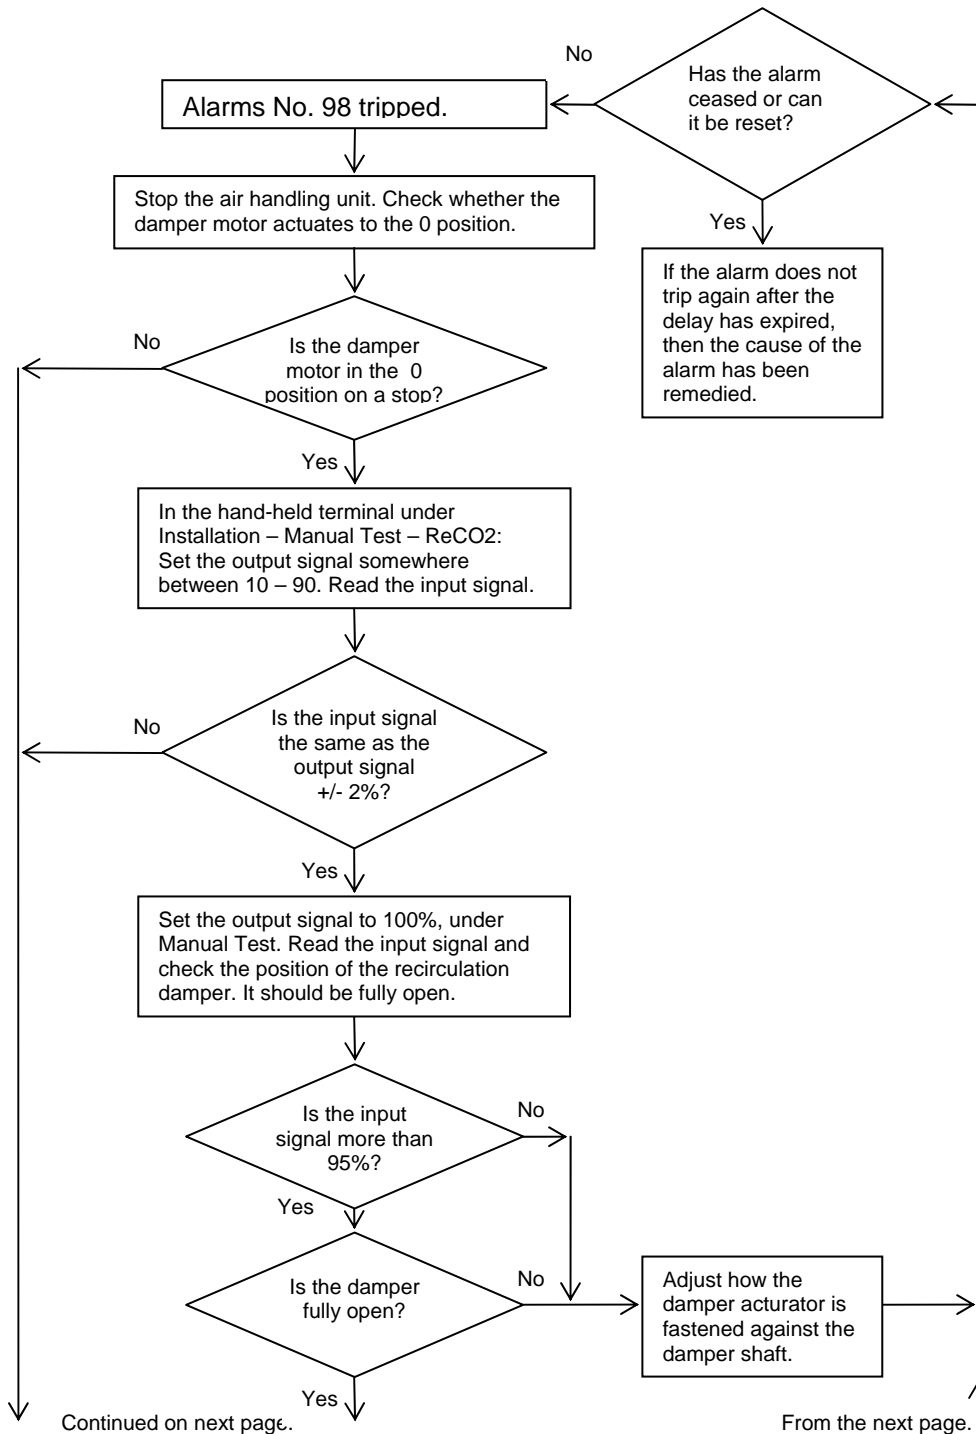 No
Has the alarm
ceased or can
it be reset?
Alarms No. 98 tripped.
Stop the air handling unit. Check whether the
damper motor actuates to the 0 position.
Yes
If the alarm does not
trip again after the
delay has expired,
then the cause of the
alarm has been
remedied.
No
Is the damper
motor in the 0
position on a stop?
Yes
In the hand-held terminal under
Installation – Manual Test – ReCO2:
Set the output signal somewhere
between 10 – 90. Read the input signal.
No
Is the input signal
the same as the
output signal
+/- 2%?
Yes
Set the output signal to 100%, under
Manual Test. Read the input signal and
check the position of the recirculation
damper. It should be fully open.
Is the input
signal more than
95%?
No
Yes
Is the damper
fully open?
No
Adjust how the
damper acturator is
fastened against the
damper shaft.
Yes
Continued on next page.
From the next page.